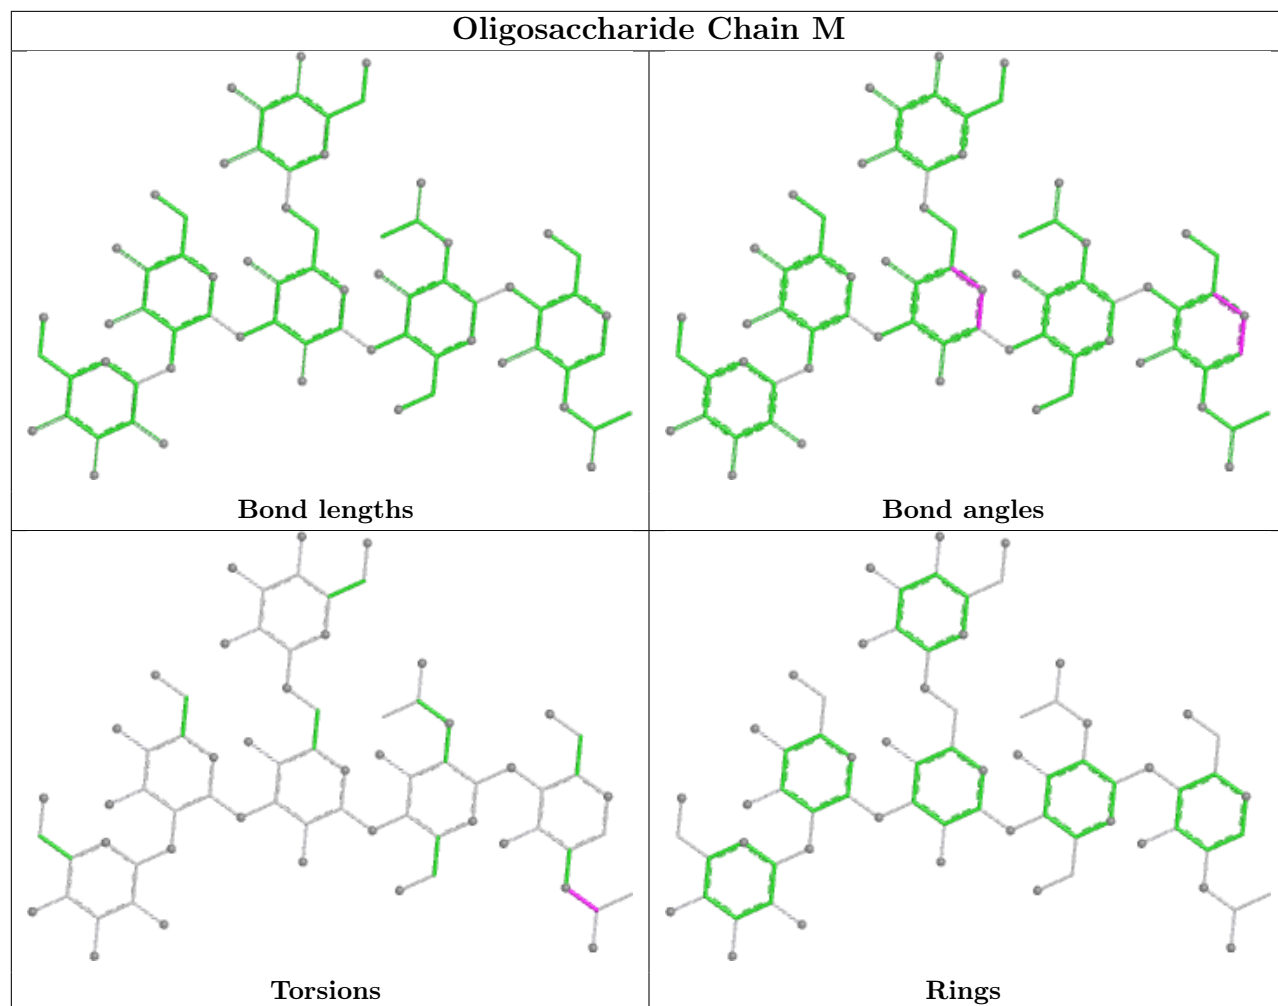 Oligosaccharide Chain M
Bond lengths
Bond angles
Torsions
Rings